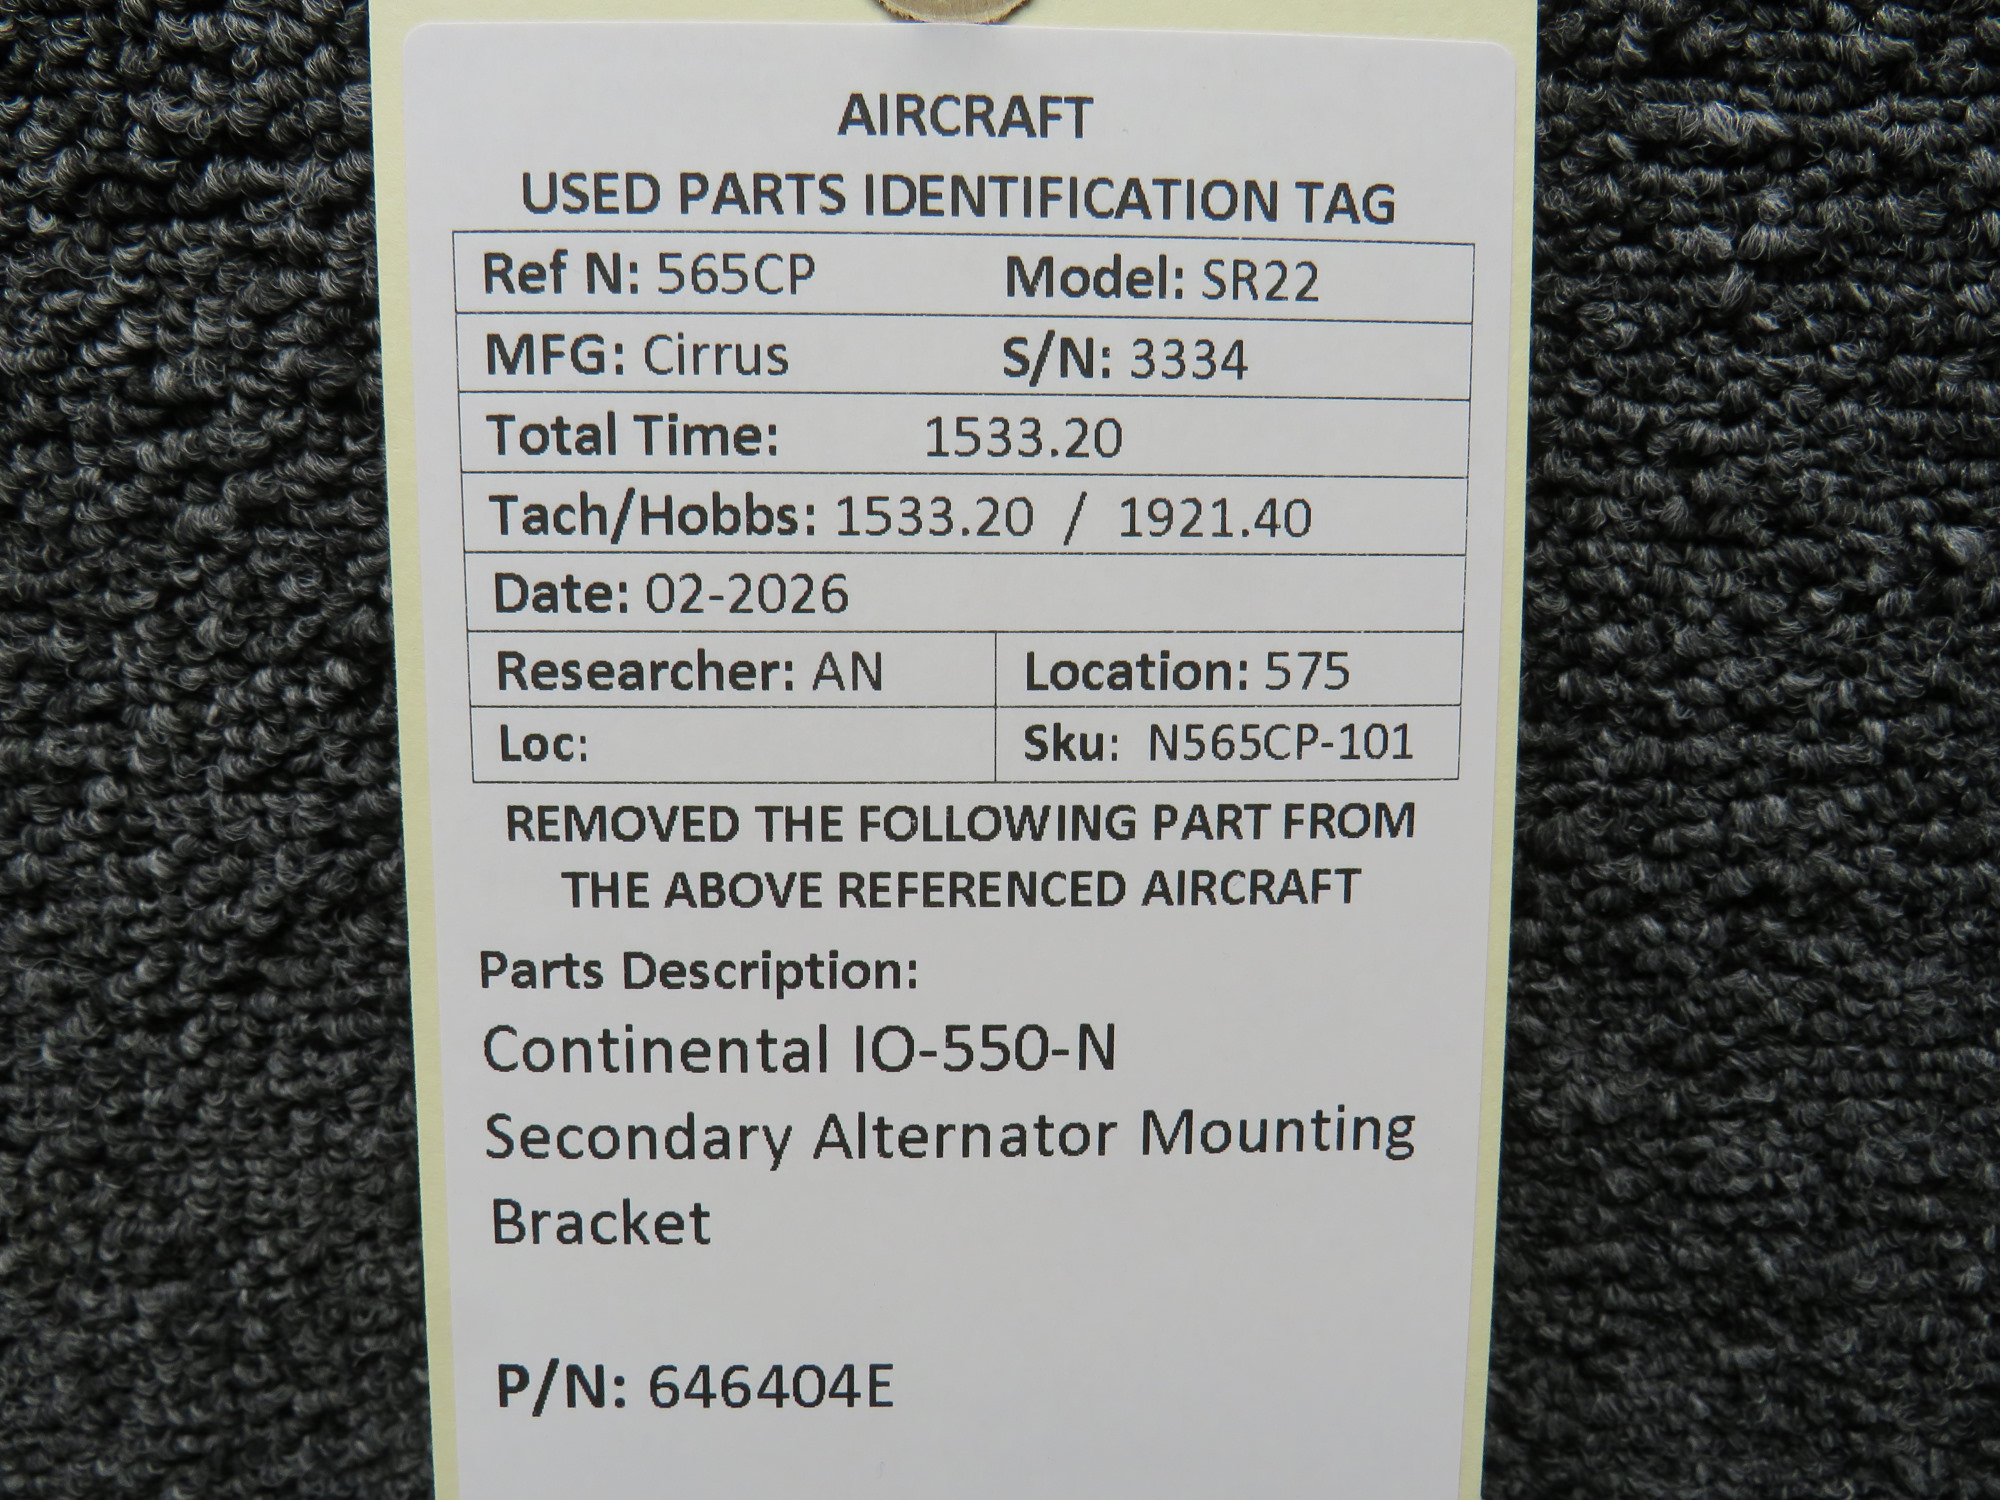 AIRCRAFT
USED PARTS IDENTIFICATION TAG
Ref N: 565CP Model: SR22
MFG: Cirrus S/N: 3334
Total Time: 1533.20
Tach/Hobbs: 1533.20 / 1921.40
Date: 02-2026
Researcher: AN Location: 575
Loc: Sku: N565CP-101
REMOVED THE FOLLOWING PART FROM
THE ABOVE REFERENCED AIRCRAFT
Parts Description:
Continental IO-550-N
Secondary Alternator Mounting
Bracket
P/N: 646404E